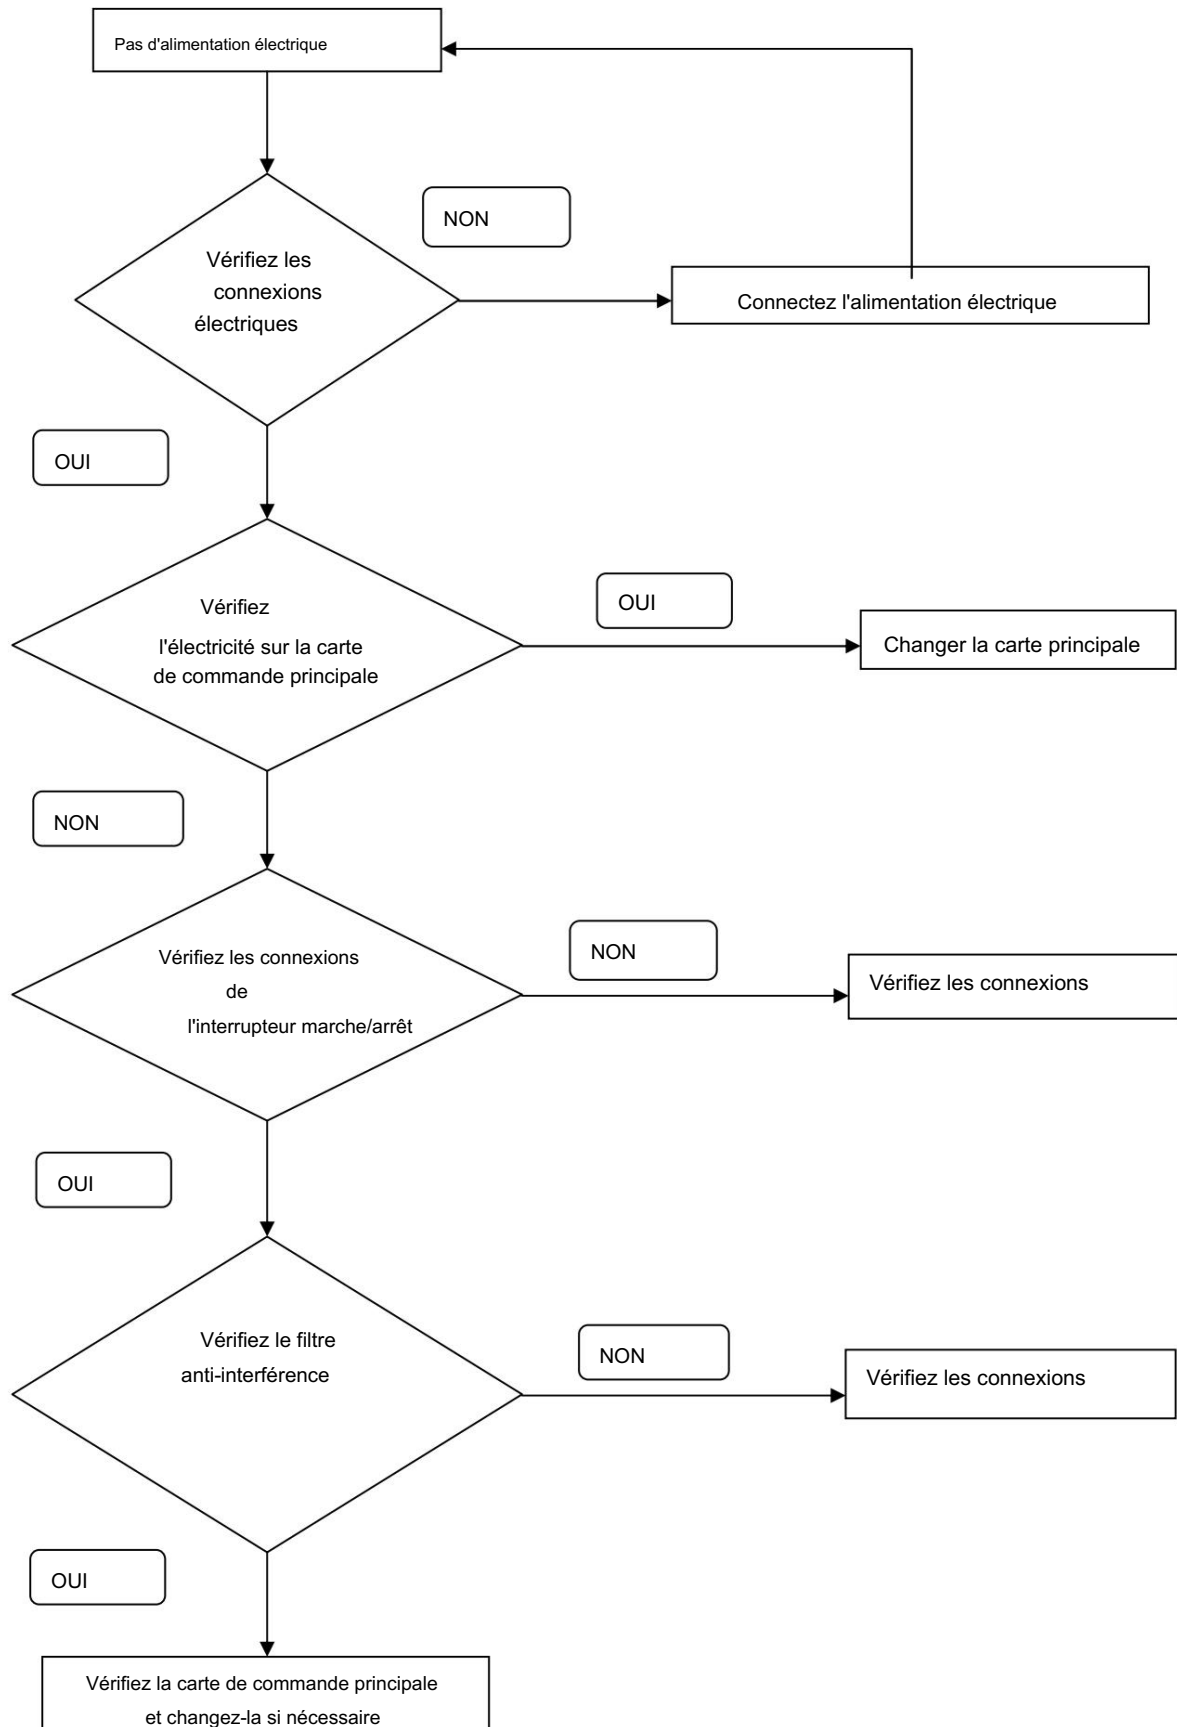 Pas d'alimentation électrique
NON
Vérifiez les
connexions
électriques
Connectez l'alimentation électrique
OUI
Vérifiez
l'électricité sur la carte
de commande principale
OUI
Changer la carte principale
NON
Vérifiez les connexions
de
l'interrupteur marche/arrêt
NON
Vérifiez les connexions
OUI
Vérifiez le filtre
anti-interférence
NON
Vérifiez les connexions
OUI
Vérifiez la carte de commande principale
et changez-la si nécessaire